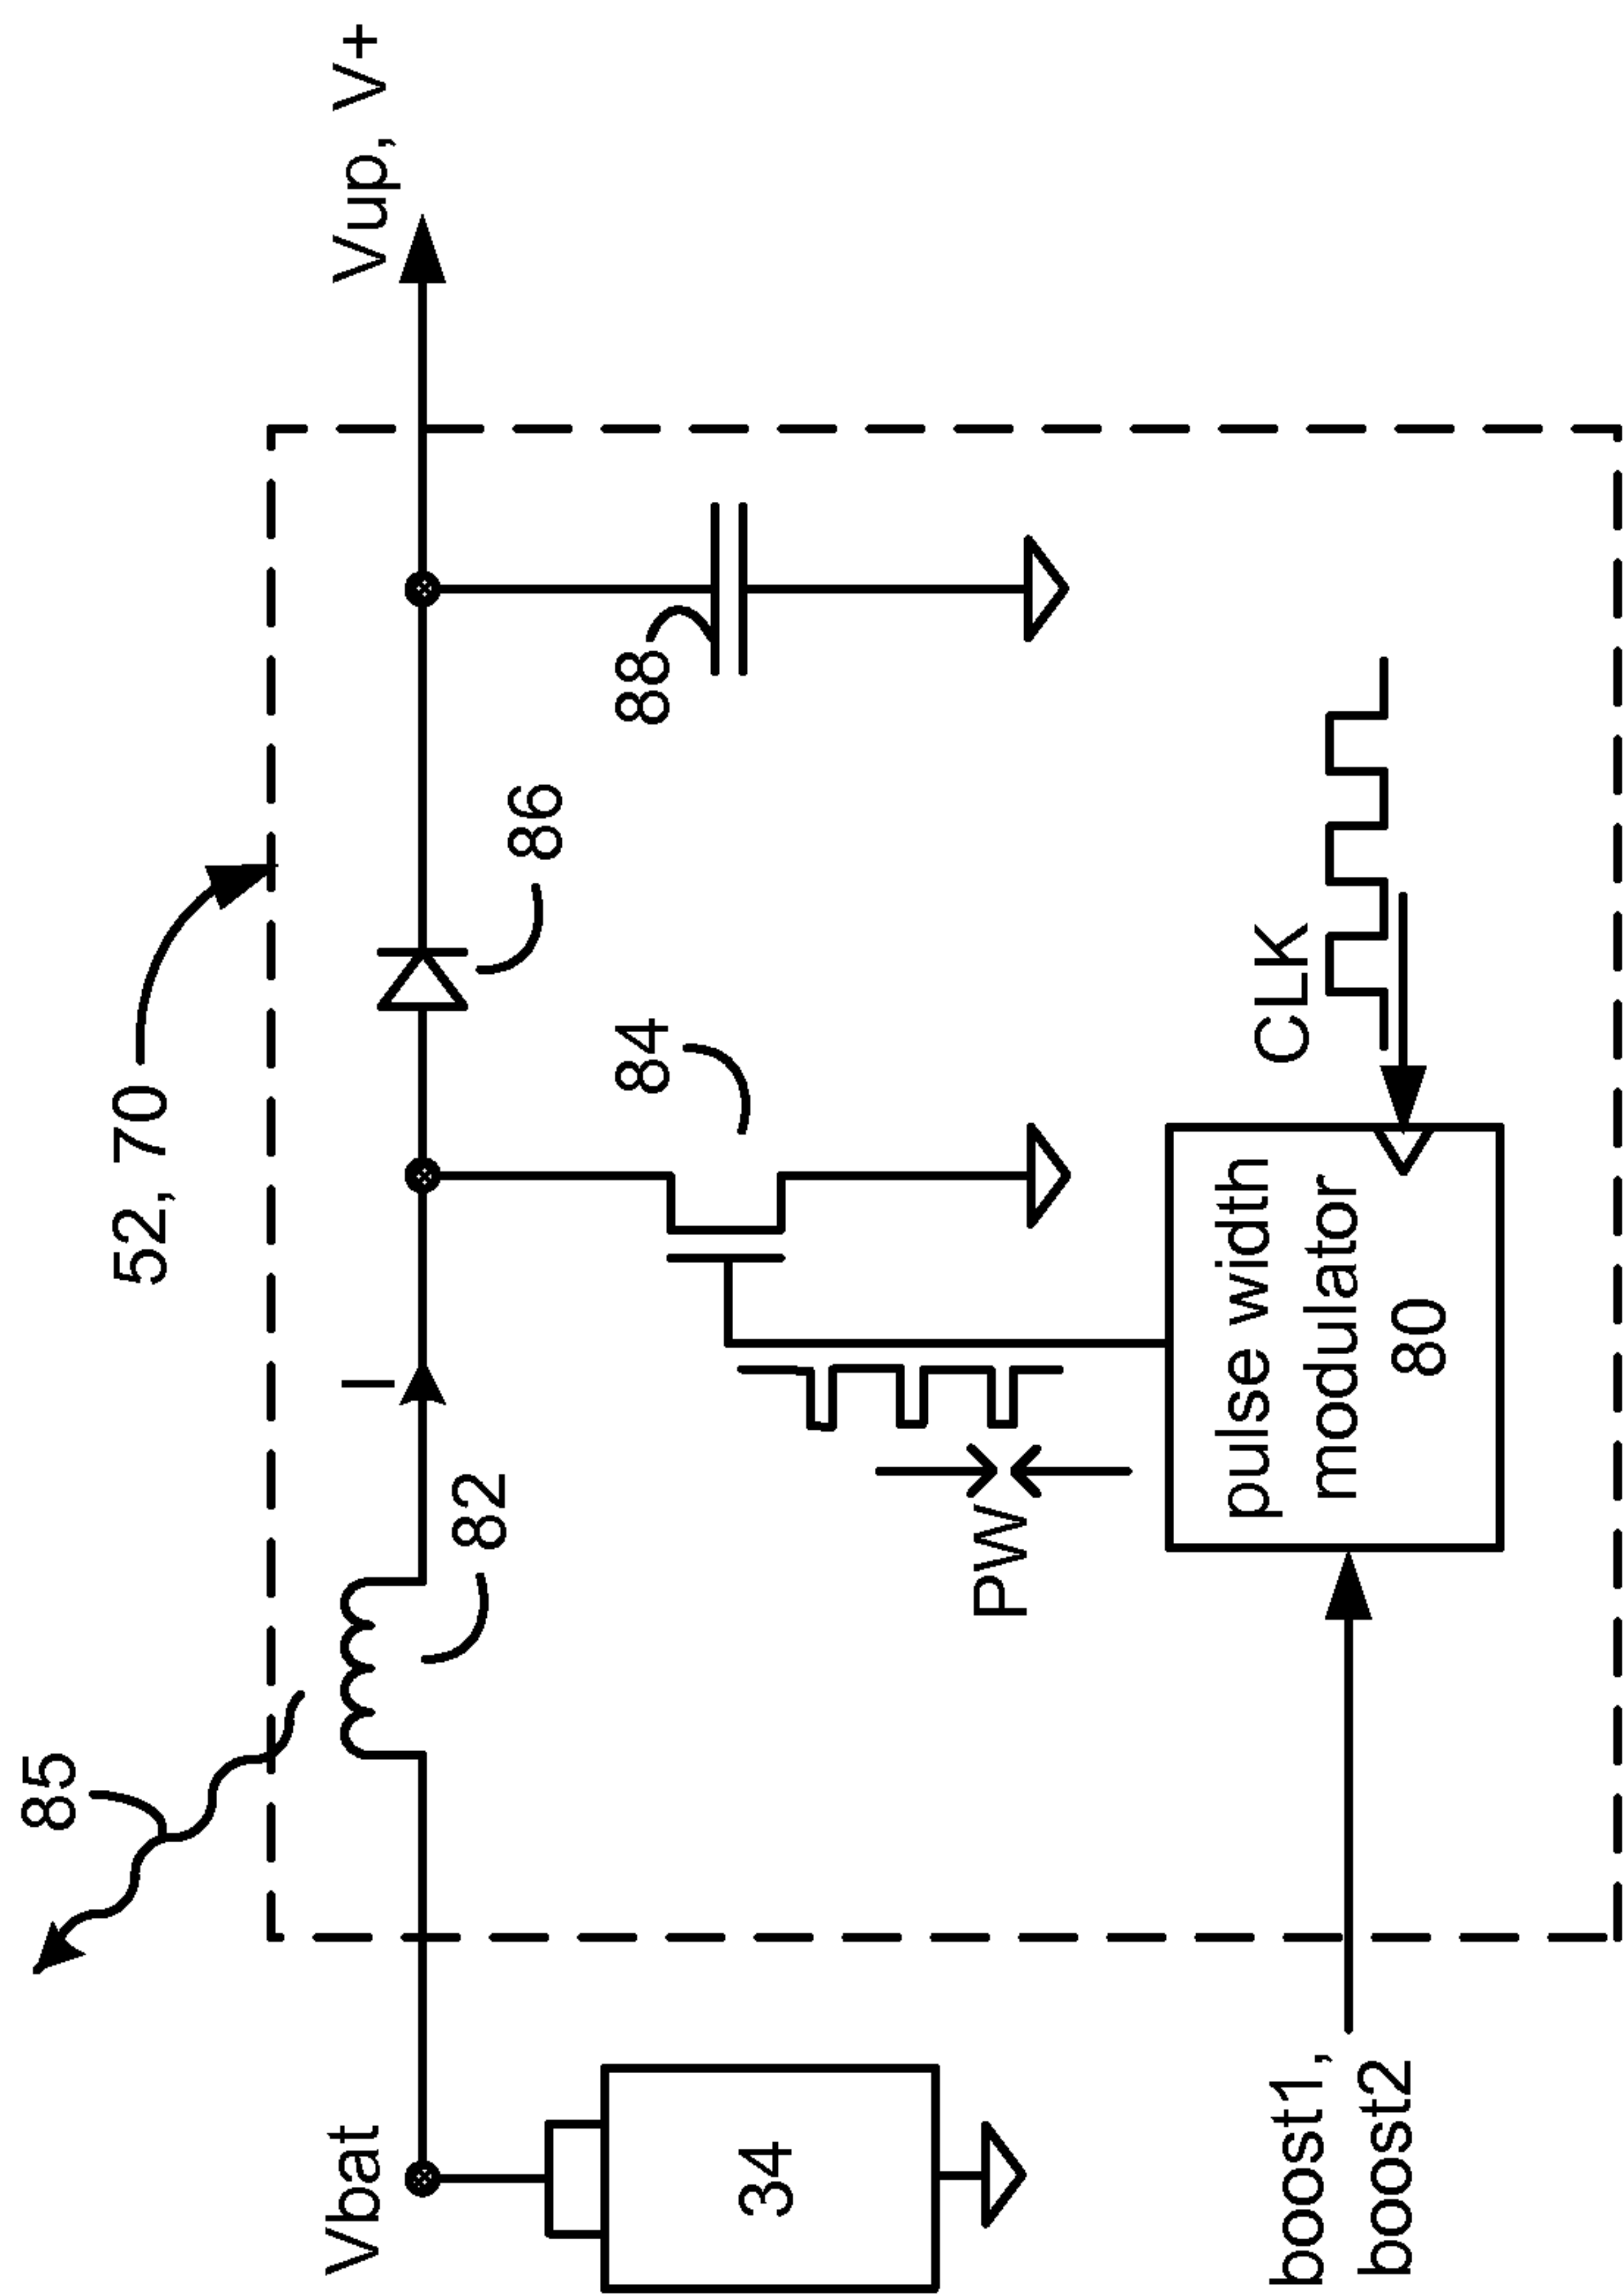 85
52, 70
Vup, V+
Vbat
I
82
86
84
88
34
PW
CLK
pulse width
modulator
80
boost1,
boost2